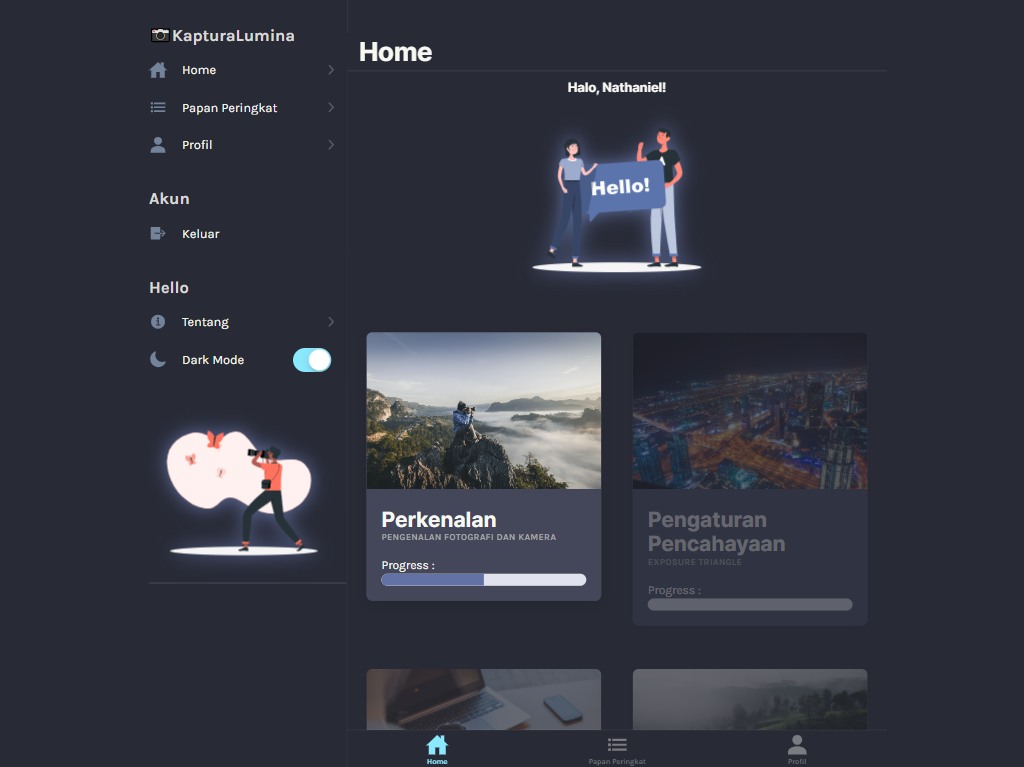 KapturaLumina
Home
Papan Peringkat
Profil
Akun
Keluar
Hello
Tentang
Dark Mode
Home
Halo, Nathaniel!
Hello!
Perkenalan
PENGENALAN FOTOGRAFI DAN KAMERA
Progress :
Pengaturan
Pencahayaan
EXPOSURE TRIANGLE
Progress :
Home
Papan Peringkat
Profil